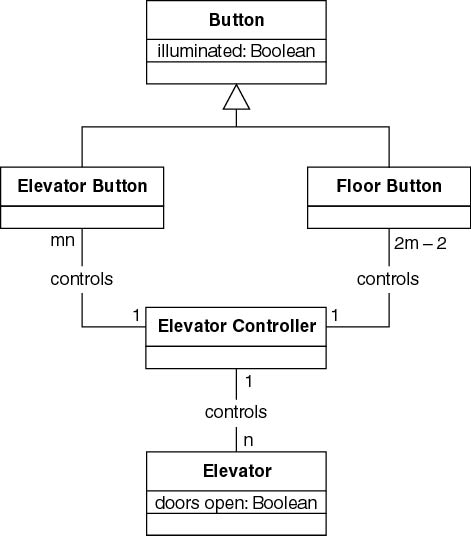 Button
illuminated: Boolean
Elevator Button
Floor Button
mn
2m – 2
controls
controls
1
Elevator Controller
1
1
controls
n
Elevator
doors open: Boolean